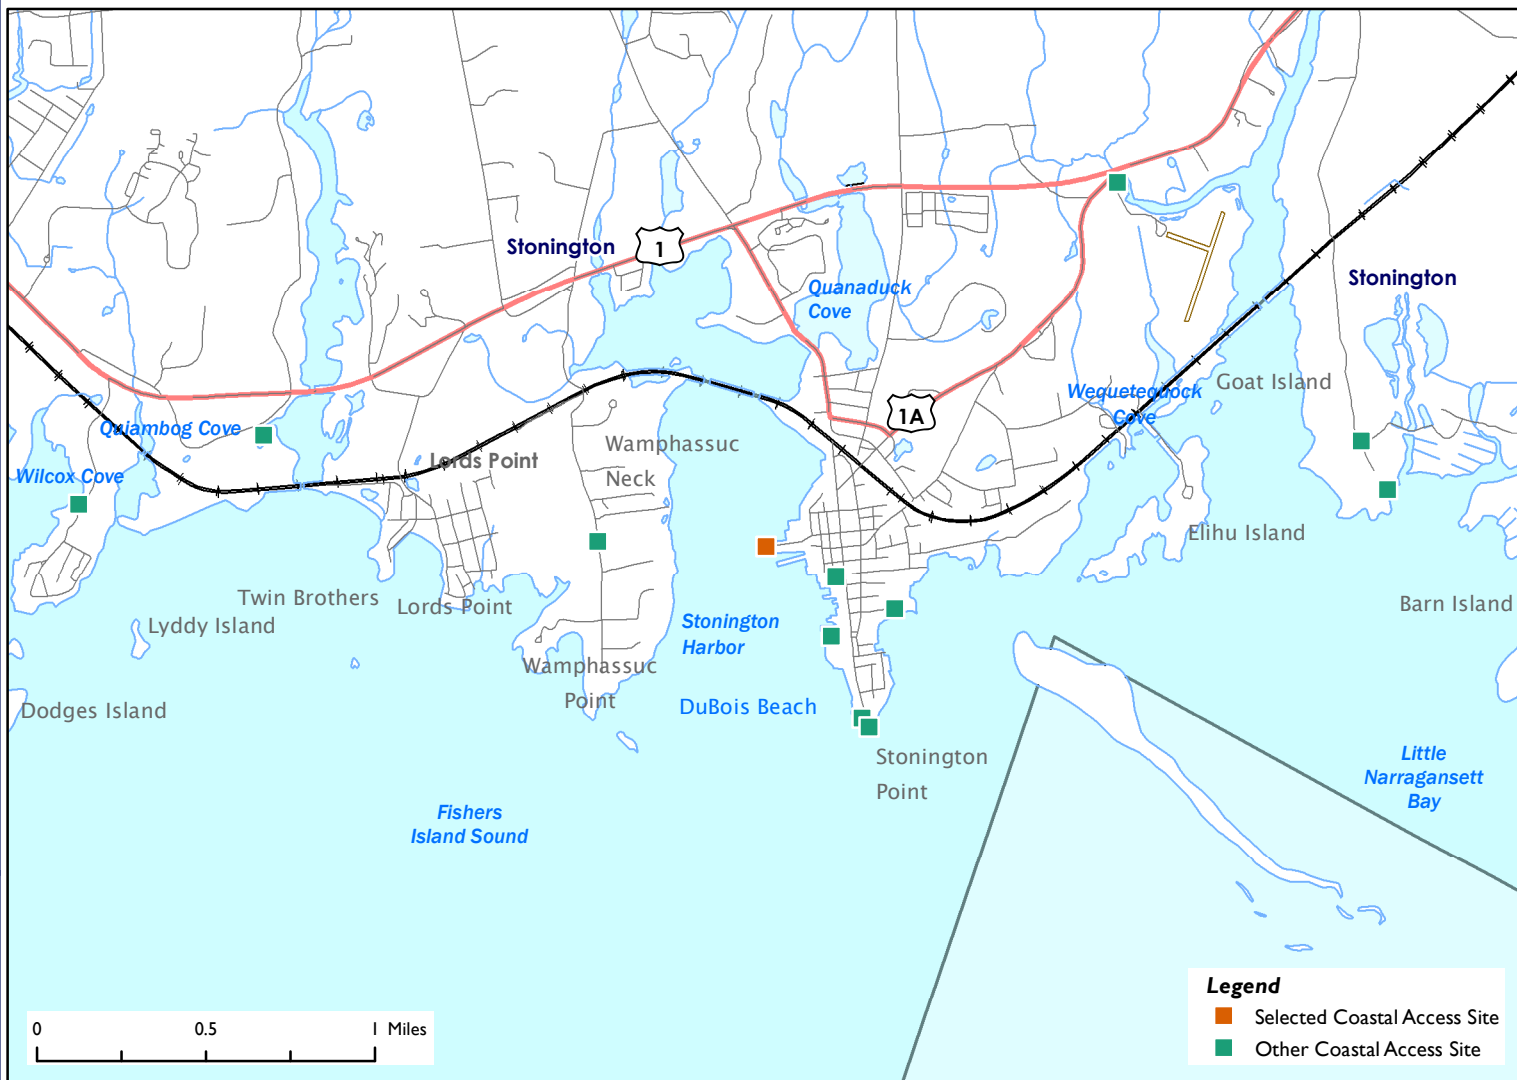 Stonington
1
Quanaduck
Cove
Stonington
Goat Island
Wequetequock
Cove
1A
Quiambog Cove
Wamphassuc
Neck
Lords Point
Wilcox Cove
Elihu Island
Twin Brothers
Lords Point
Barn Island
Lyddy Island
Stonington
Harbor
Wamphassuc
Point
DuBois Beach
Dodges Island
Stonington
Point
Little
Narragansett
Bay
Fishers
Island Sound
Legend
Selected Coastal Access Site
Other Coastal Access Site
0 0.5 1 Miles